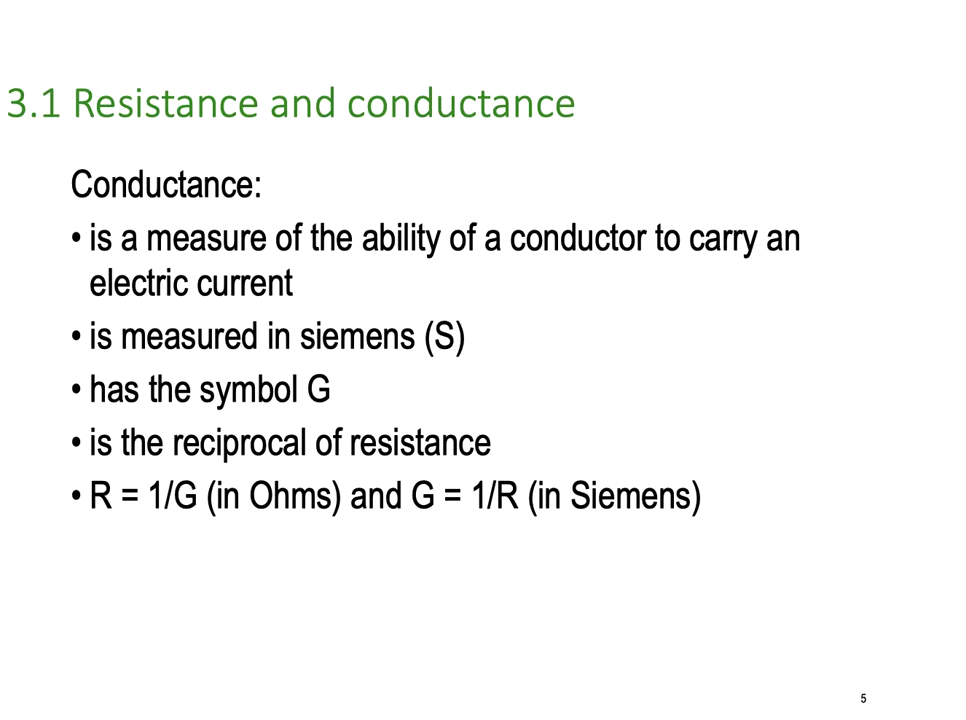 3.1 Resistance and conductance
Conductance:
• is a measure of the ability of a conductor to carry an
electric current
• is measured in siemens (S)
• has the symbol G
• is the reciprocal of resistance
• R = 1/G (in Ohms) and G = 1/R (in Siemens)
5